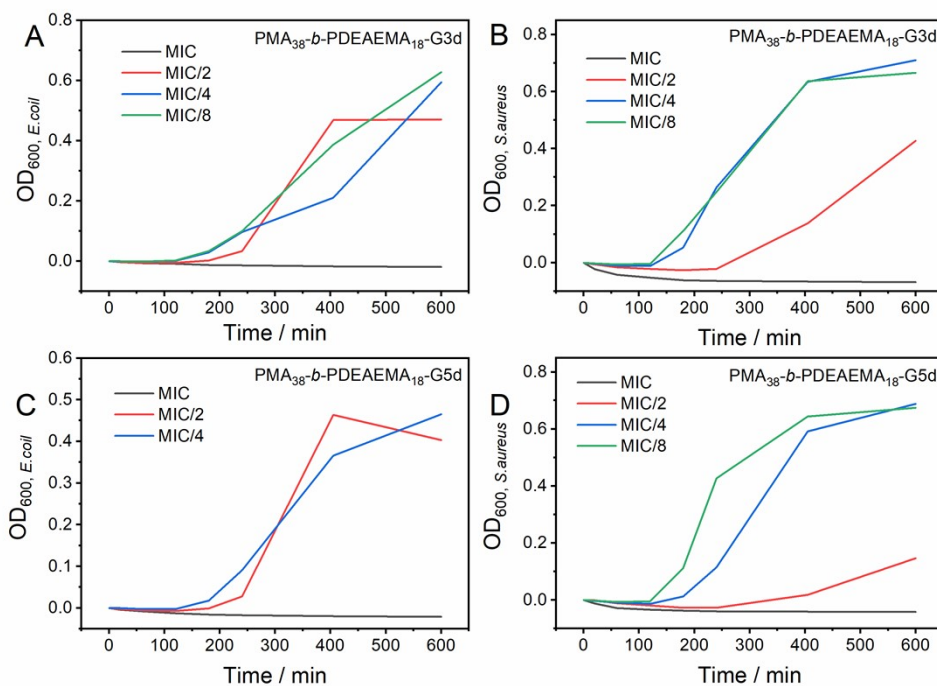 A
PMA38-b-PDEAEMA18-G3d
MIC
MIC/2
MIC/4
MIC/8
OD600, E.coil
0.8
0.6
0.4
0.2
0.0
0 100 200 300 400 500 600
Time / min
B
PMA38-b-PDEAEMA18-G3d
MIC
MIC/2
MIC/4
MIC/8
OD600, S.aureus
0.8
0.6
0.4
0.2
0.0
0 100 200 300 400 500 600
Time / min
C
PMA38-b-PDEAEMA18-G5d
MIC
MIC/2
MIC/4
OD600, E.coil
0.6
0.5
0.4
0.3
0.2
0.1
0.0
0 100 200 300 400 500 600
Time / min
D
PMA38-b-PDEAEMA18-G5d
MIC
MIC/2
MIC/4
MIC/8
OD600, S.aureus
0.8
0.6
0.4
0.2
0.0
0 100 200 300 400 500 600
Time / min